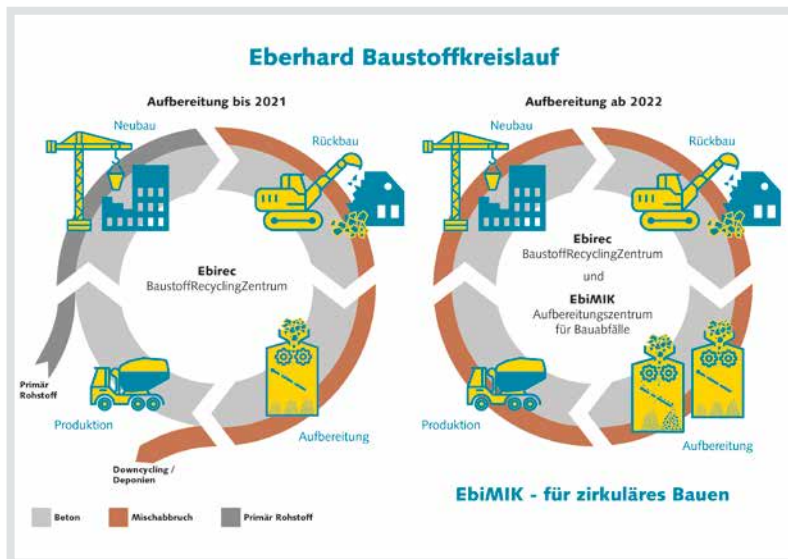 Eberhard Baustoffkreislauf
Aufbereitung bis 2021
Neubau
Rückbau
Ebirec
BaustoffRecyclingZentrum
Primär
Rohstoff
Produktion
Aufbereitung
Downcycling /
Deponien
Aufbereitung ab 2022
Neubau
Rückbau
Ebirec
BaustoffRecyclingZentrum
und
EbiMIK
Aufbereitungszentrum
für Bauabfälle
Produktion
Aufbereitung
Beton
Mischabbruch
Primär Rohstoff
EbiMIK - für zirkuläres Bauen